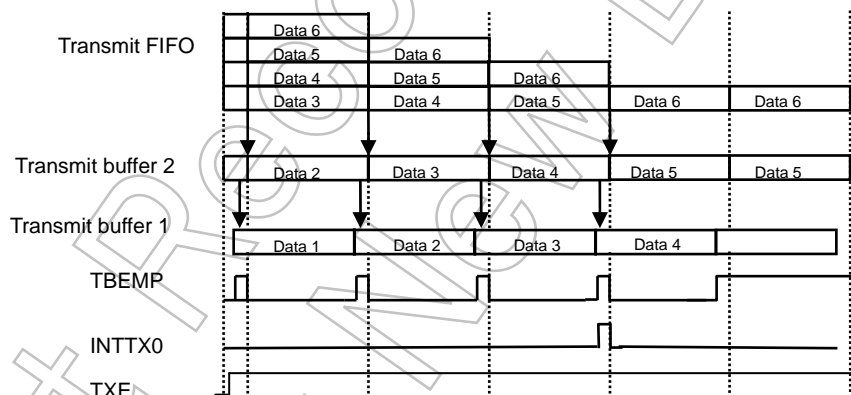 Transmit FIFO
Data 6
Data 5 Data 6
Data 4 Data 5 Data 6
Data 3 Data 4 Data 5 Data 6 Data 6
Transmit buffer 2
Data 2 Data 3 Data 4 Data 5 Data 5
Transmit buffer 1
Data 1 Data 2 Data 3 Data 4
TBEMP
INTTX0
TXE